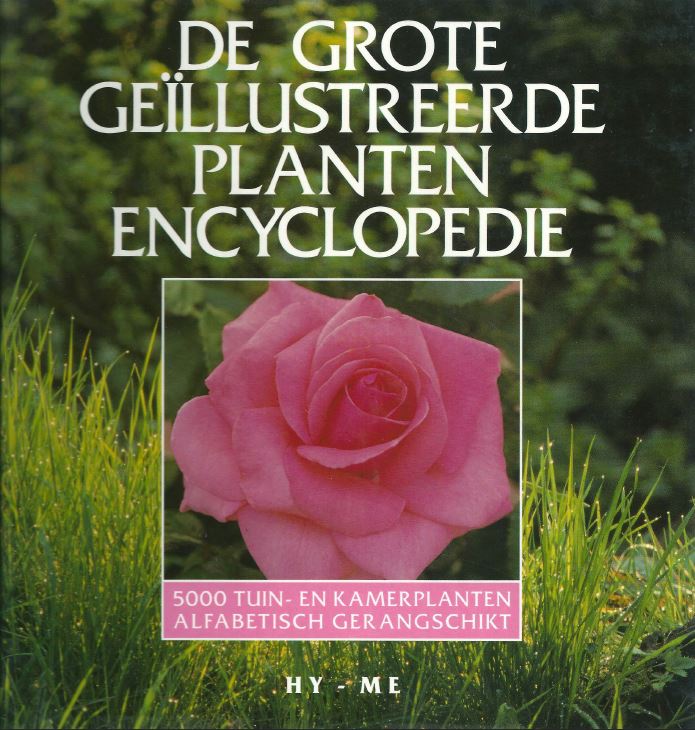 DE GROTE
GEÏLLUSTREERDE
PLANTEN
ENCYCLOPEDIE
5000 TUIN- EN KAMERPLANTEN
ALFABETISCH GERANGSCHIKT
HY - ME